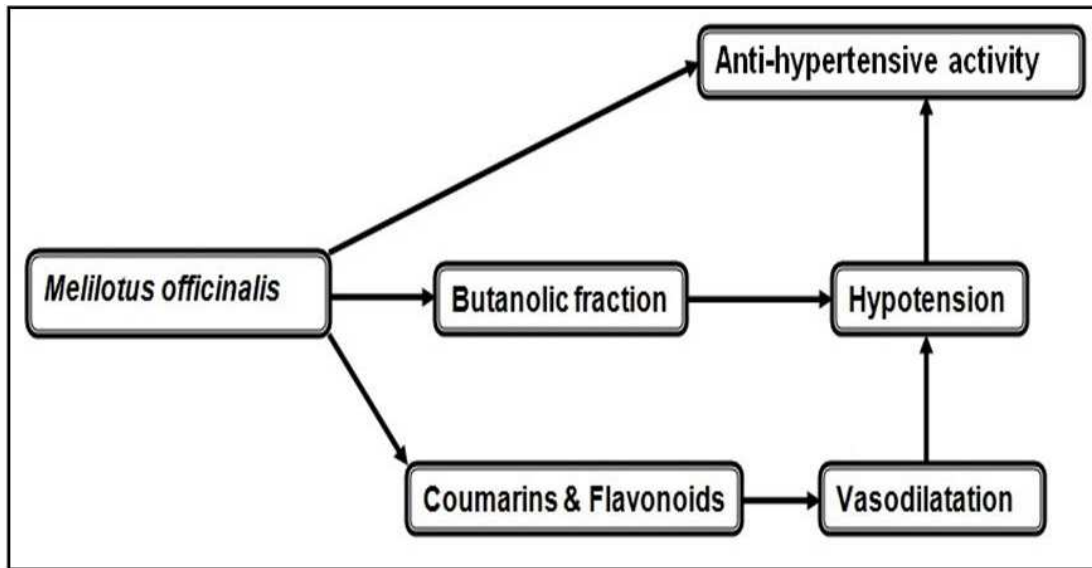 Anti-hypertensive activity
Melilotus officinalis
Butanolic fraction
Hypotension
Coumarins & Flavonoids
Vasodilatation